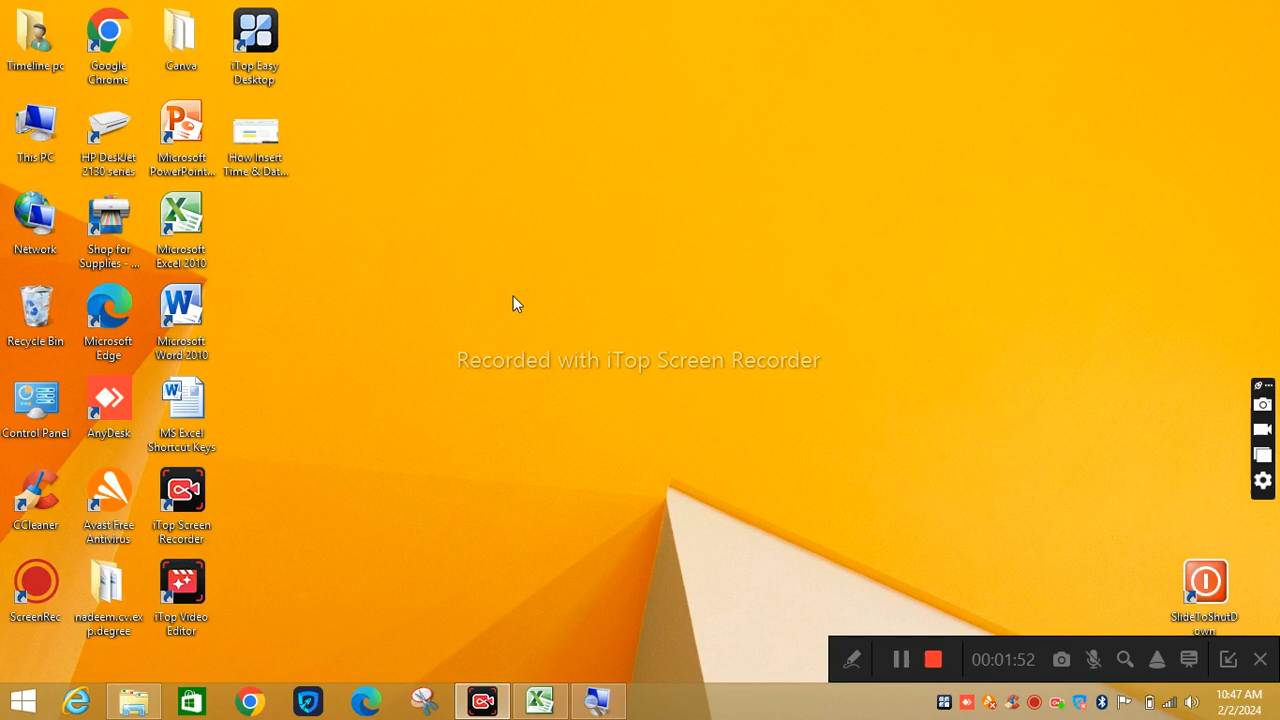 Timeline pc
Google
Chrome
Canva
iTop Easy
Desktop
This PC
HP DeskJet
2130 series
Microsoft
PowerPoint...
How Insert
Time & Dat...
Network
Shop for
Supplies - ...
Microsoft
Excel 2010
Recycle Bin
Microsoft
Edge
Microsoft
Word 2010
Recorded with iTop Screen Recorder
Control Panel
AnyDesk
MS Excel
Shortcut Keys
CCleaner
Avast Free
Antivirus
iTop Screen
Recorder
ScreenRec
nadeem.cv.ex
p.degree
iTop Video
Editor
SlideToShutD
own
00:01:52
10:47 AM
2/2/2024